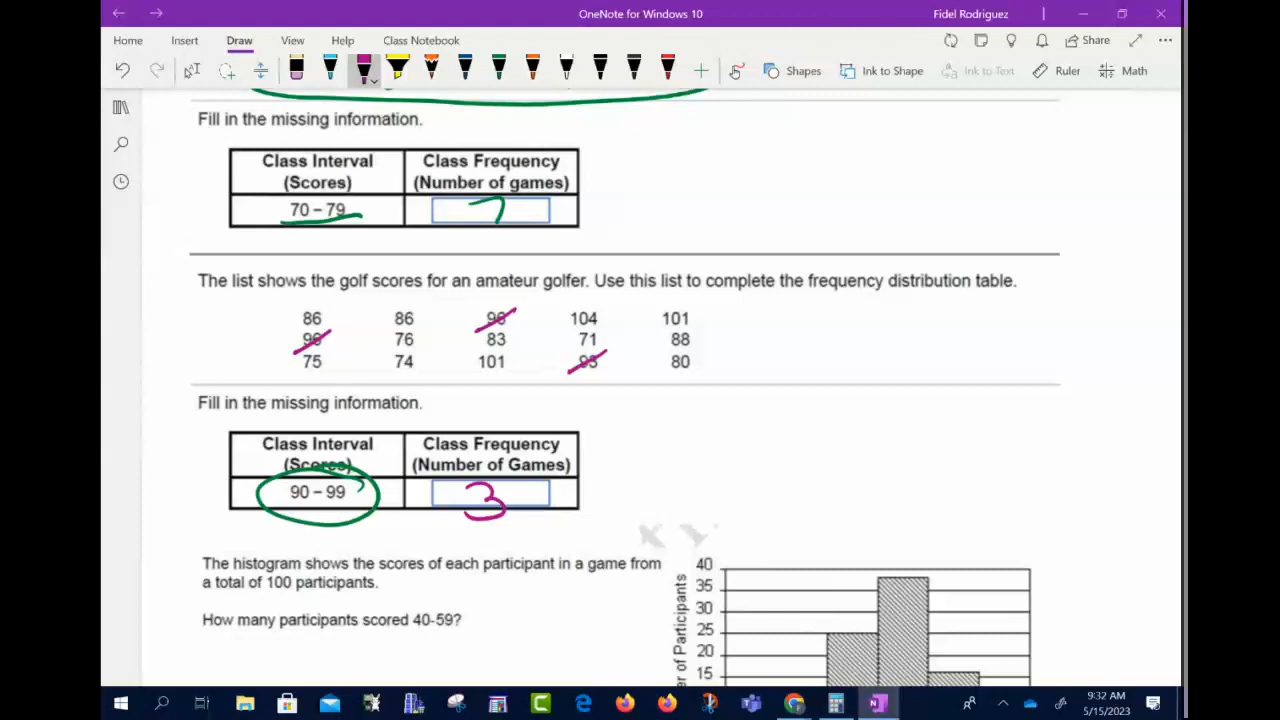 OneNote for Windows 10
Fidel Rodriguez
Home Insert Draw View Help Class Notebook
Share
Shapes Ink to Shape Ink to Text Ruler Math
Fill in the missing information.
Class Interval (Scores) Class Frequency (Number of games)
70 – 79 7
The list shows the golf scores for an amateur golfer. Use this list to complete the frequency distribution table.
86 86 96 104 101
76 83 71 88
75 74 101 93 80
Fill in the missing information.
Class Interval (Scores) Class Frequency (Number of Games)
90 – 99 3
The histogram shows the scores of each participant in a game from
a total of 100 participants.
How many participants scored 40-59?
40
35
30
25
20
15
er of Participants
9:32 AM
5/15/2023